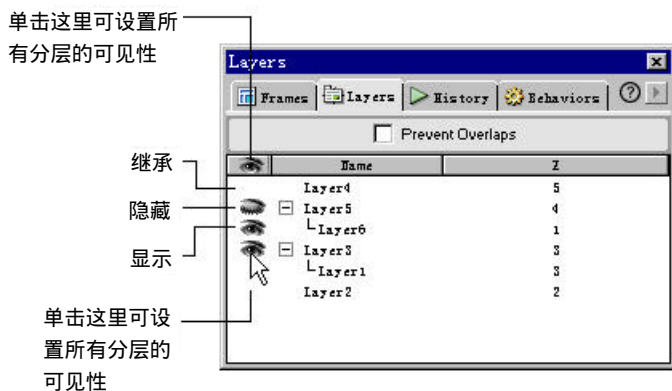 单击这里可设置所
有分层的可见性
Layers
Frames Layers History Behaviors ?
Prevent Overlaps
Name Z
继承
Layer4 5
隐藏
Layer5 4
显示
Layer6 1
Layer3 3
Layer1 3
Layer2 2
单击这里可设
置所有分层的
可见性